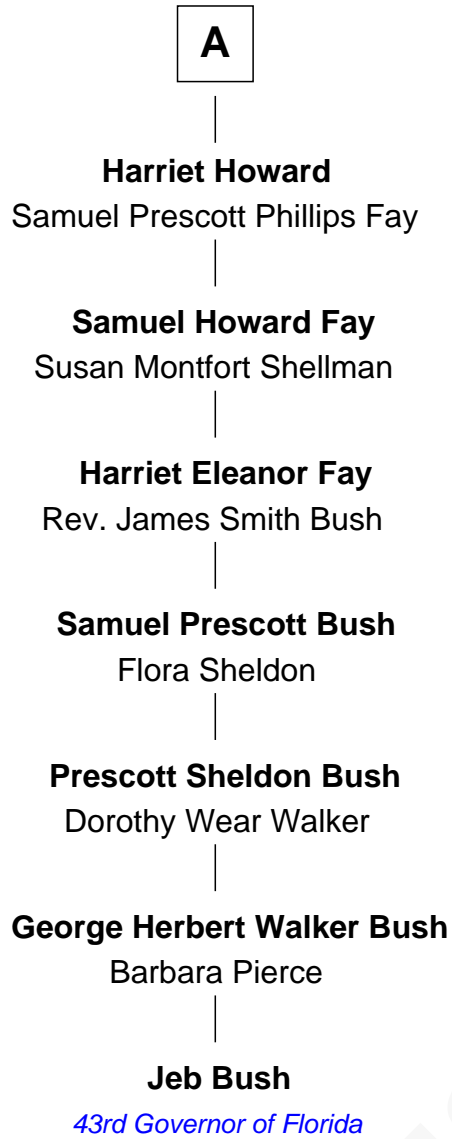 A
Harriet Howard
Samuel Prescott Phillips Fay
Samuel Howard Fay
Susan Montfort Shellman
Harriet Eleanor Fay
Rev. James Smith Bush
Samuel Prescott Bush
Flora Sheldon
Prescott Sheldon Bush
Dorothy Wear Walker
George Herbert Walker Bush
Barbara Pierce
Jeb Bush
43rd Governor of Florida